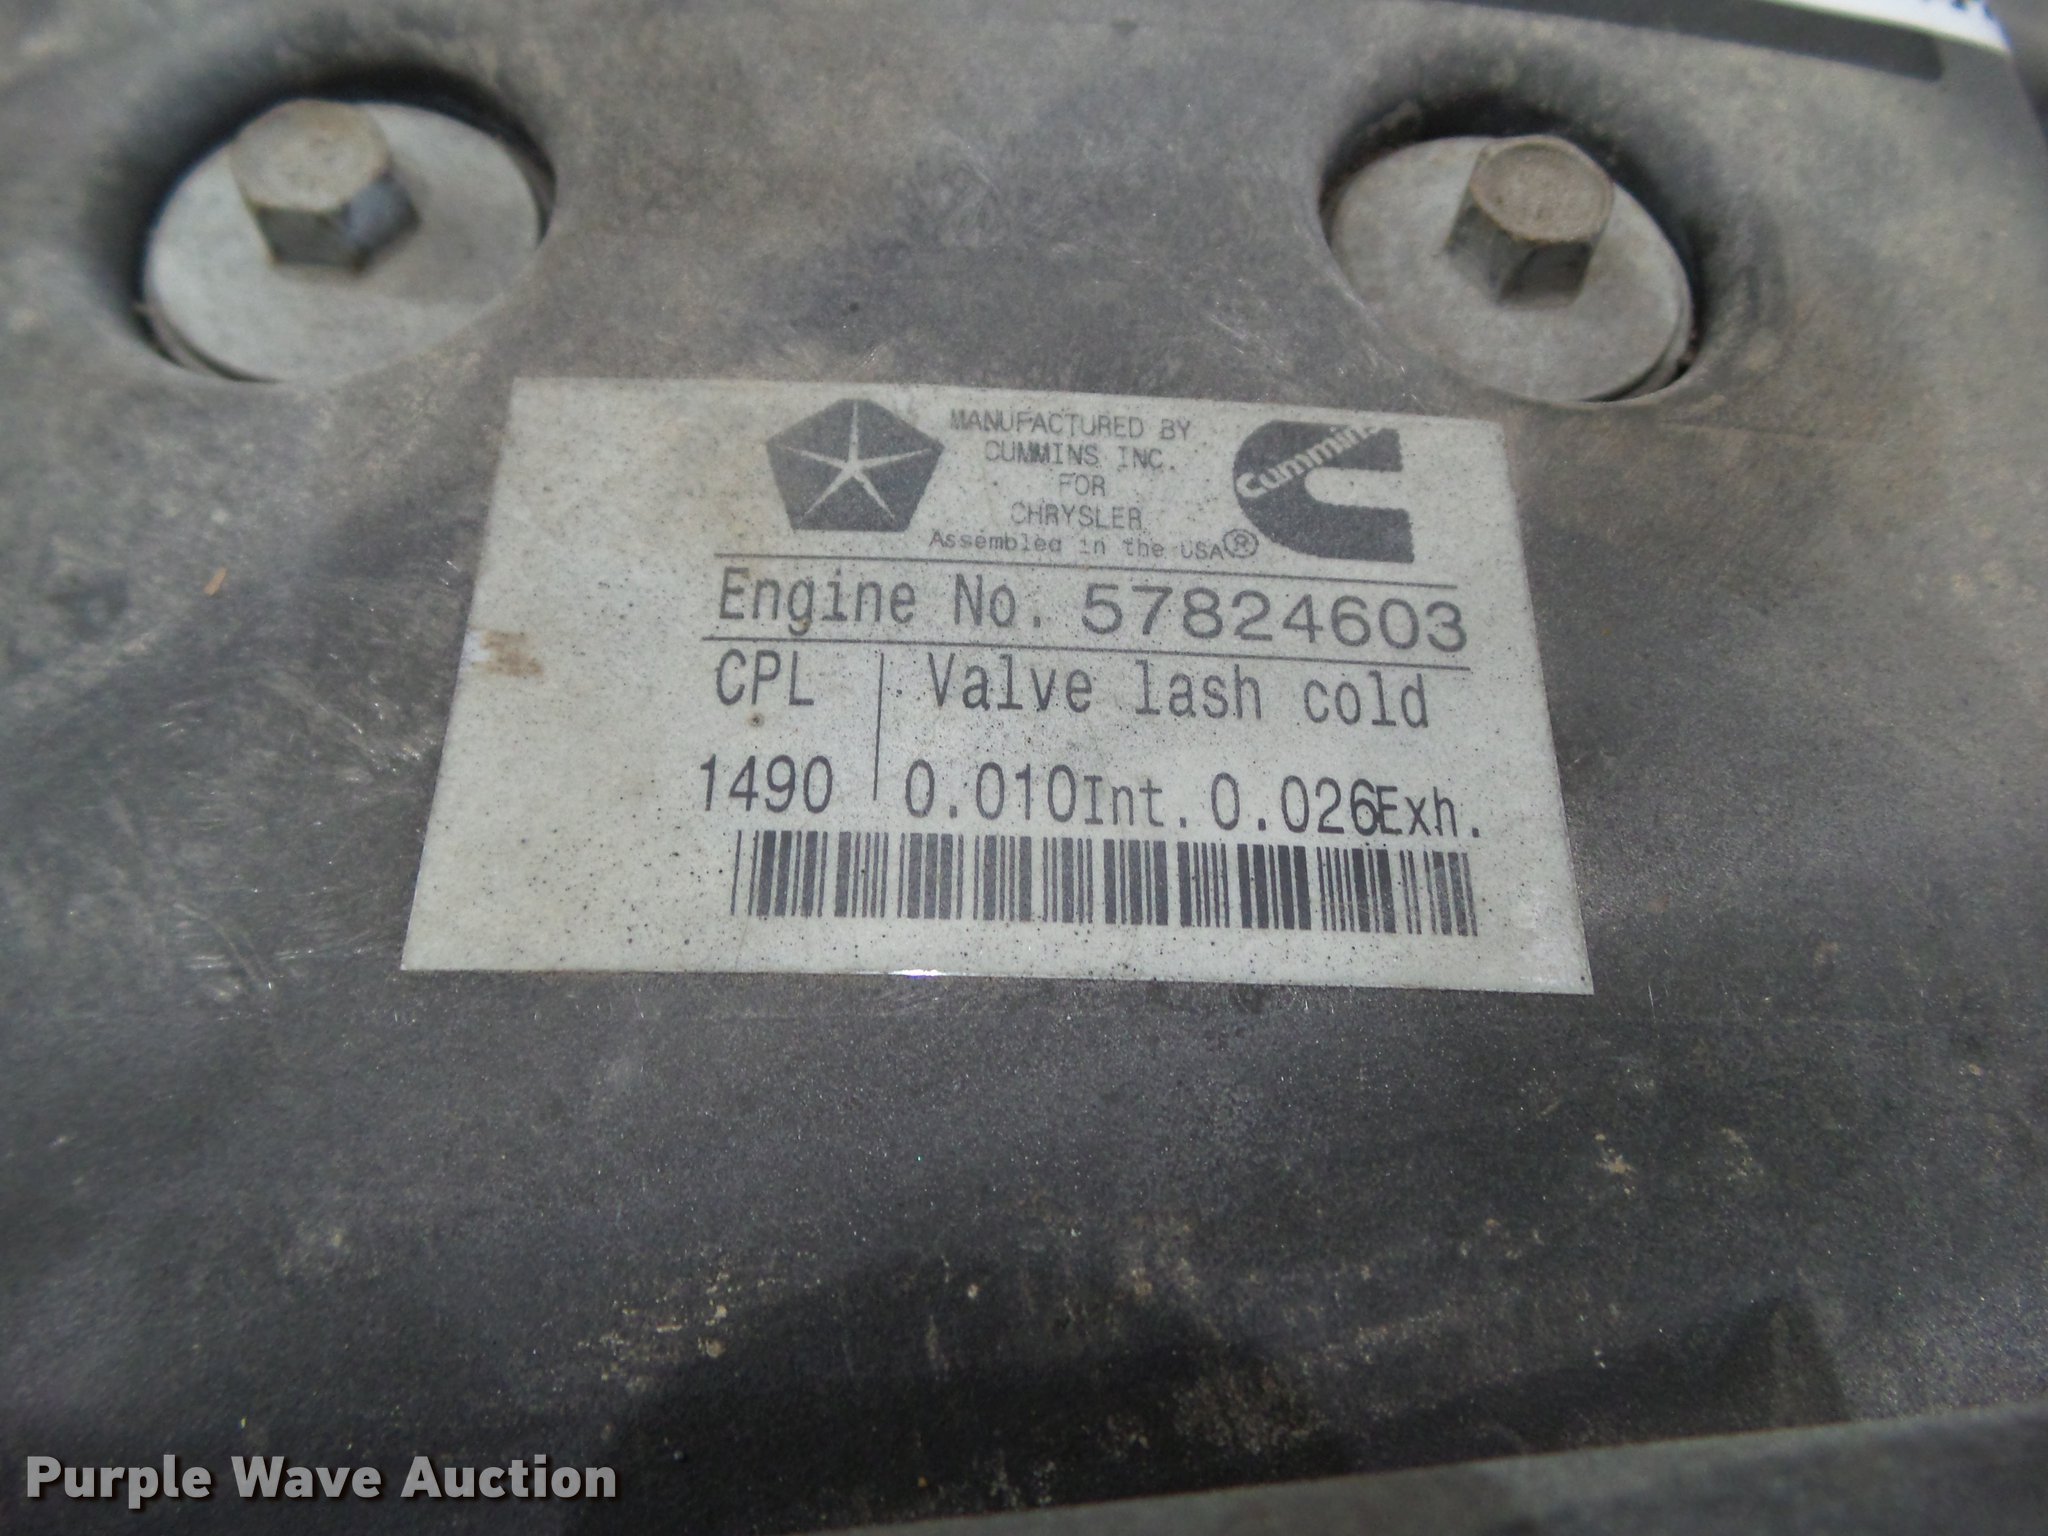 MANUFACTURED BY
CUMMINS INC.
FOR
CHRYSLER
Assembled in the USA ®
Cummins
Engine No. 57824603
CPL Valve lash cold
1490 0.010Int. 0.026Exh.
Purple Wave Auction